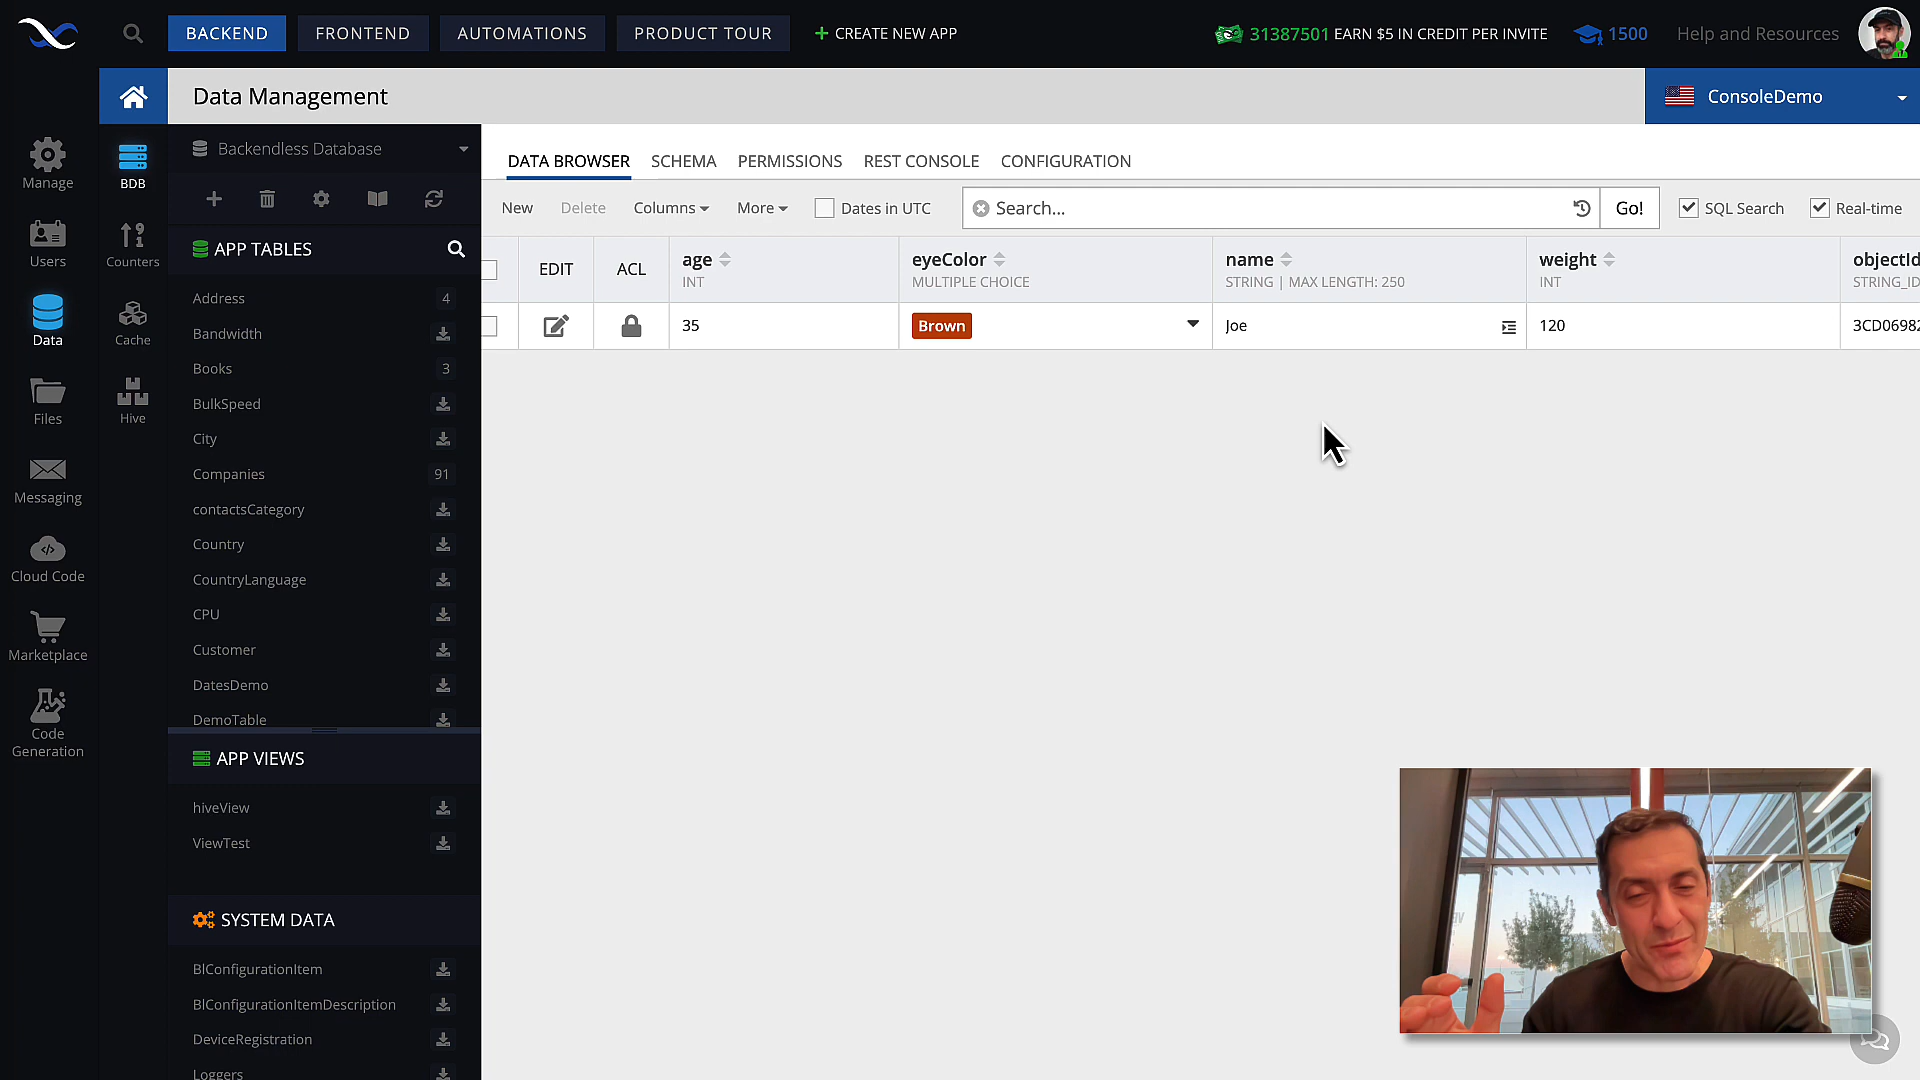 BACKEND
FRONTEND
AUTOMATIONS
PRODUCT TOUR
+ CREATE NEW APP
31387501 EARN $5 IN CREDIT PER INVITE
1500
Help and Resources
Data Management
ConsoleDemo
Manage
Users
Data
Files
Messaging
Cloud Code
Marketplace
Code
Generation
BDB
Counters
Cache
Hive
Backendless Database
APP TABLES
Address 4
Bandwidth
Books 3
BulkSpeed
City
Companies 91
contactsCategory
Country
CountryLanguage
CPU
Customer
DatesDemo
DemoTable
APP VIEWS
hiveView
ViewTest
SYSTEM DATA
BlConfigurationItem
BlConfigurationItemDescription
DeviceRegistration
Loggers
DATA BROWSER
SCHEMA
PERMISSIONS
REST CONSOLE
CONFIGURATION
New
Delete
Columns
More
Dates in UTC
Search...
Go!
SQL Search
Real-time
EDIT
ACL
age
INT
eyeColor
MULTIPLE CHOICE
name
STRING | MAX LENGTH: 250
weight
INT
objectId
STRING_ID
35
Brown
Joe
120
3CD0698